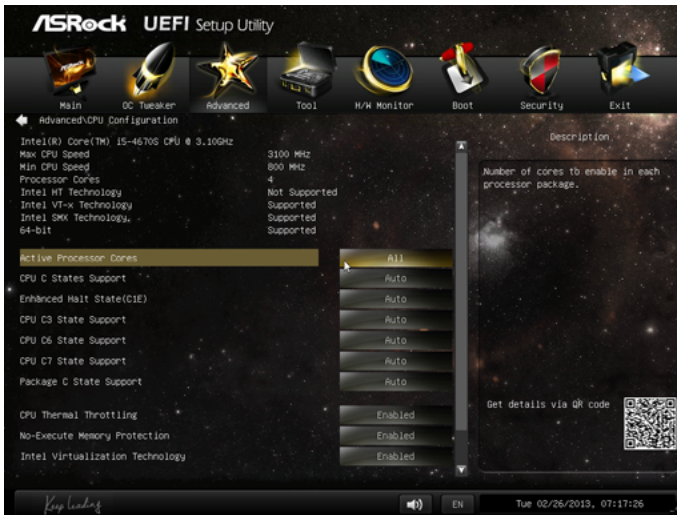 ASRock UEFI Setup Utility
Main OC Tweaker Advanced Tool H/W Monitor Boot Security Exit
Advanced\CPU Configuration
Description
Intel(R) Core(TM) i5-4670S CPU @ 3.10GHz
Max CPU Speed 3100 MHz
Min CPU Speed 800 MHz
Processor Cores 4
Intel HT Technology Not Supported
Intel VT-x Technology Supported
Intel SMX Technology Supported
64-bit Supported
Number of cores to enable in each
processor package.
Active Processor Cores All
CPU C States Support Auto
Enhanced Halt State(C1E) Auto
CPU C3 State Support Auto
CPU C6 State Support Auto
CPU C7 State Support Auto
Package C State Support Auto
CPU Thermal Throttling Enabled
No-Execute Memory Protection Enabled
Intel Virtualization Technology Enabled
Get details via QR code
Keep Leading
EN
Tue 02/26/2013, 07:17:26